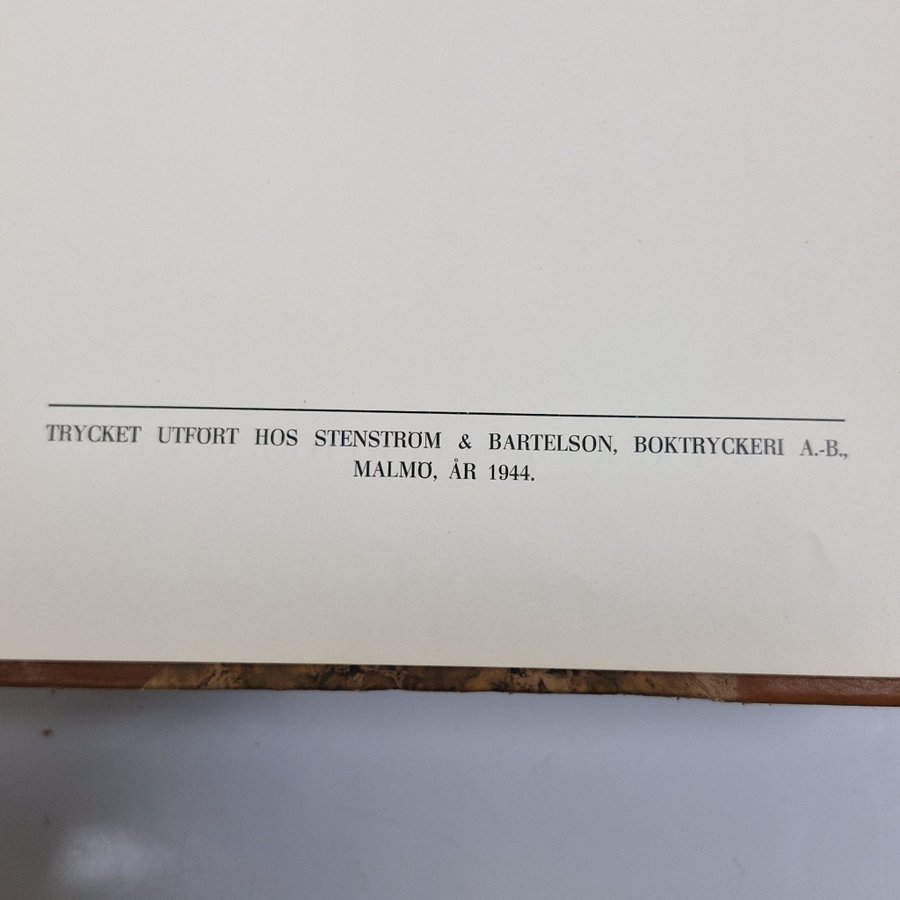 TRYCKET UTFÖRT HOS STENSTRÖM & BARTELSON, BOKTRYCKERI A.-B.,
MALMÖ, ÅR 1944.